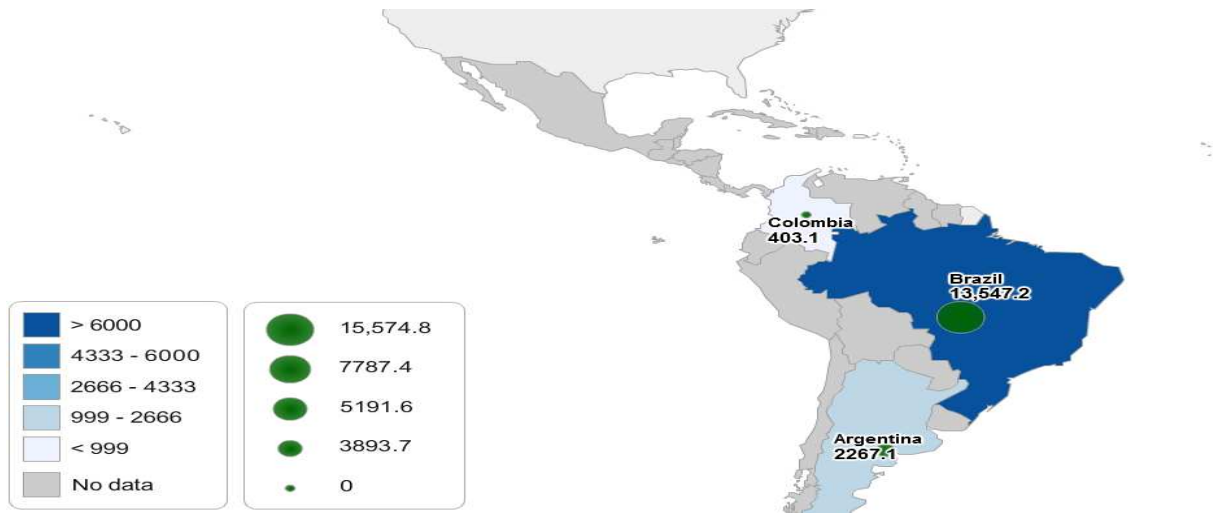 Colombia
403.1
Brazil
13,547.2
Argentina
2267.1
> 6000
4333 - 6000
2666 - 4333
999 - 2666
< 999
No data
15,574.8
7787.4
5191.6
3893.7
0